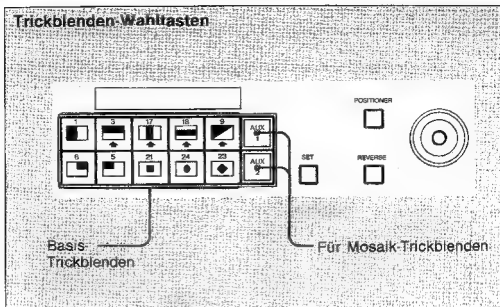 Trickblenden-Wahltasten
POSITIONER
1 3 17 18 9 AUX 1
6 5 21 24 23 AUX 2
SET REVERSE
Basis-
Trickblenden
Für Mosaik-Trickblenden